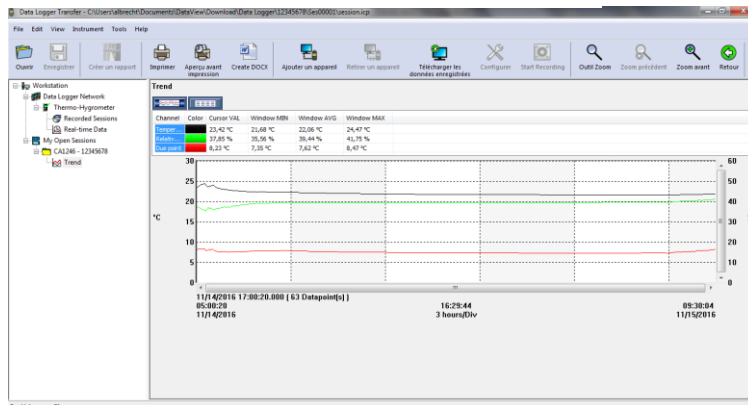 Data Logger Transfer - C:\Users\albrecht\Documents\DataView\Download\Data Logger\12345678\Ses00001\session.icp
File Edit View Instrument Tools Help
Ouvrir Enregistrer Créer un rapport Imprimer Aperçu avant impression Create DOCX Ajouter un appareil Retirer un appareil Télécharger les données enregistrées Configurer Start Recording Outil Zoom Zoom précédent Zoom avant Retour
Workstation
Data Logger Network
Thermo-Hygrometer
Recorded Sessions
Real-time Data
My Open Sessions
CA1246 - 12345678
Trend
Trend
Channel Color Cursor VAL Window MIN Window AVG Window MAX
Temper... 23,42 °C 21,68 °C 22,06 °C 24,47 °C
Relativ... 37,85 % 35,56 % 39,44 % 41,75 %
Due point 8,23 °C 7,35 °C 7,62 °C 8,47 °C
30 60
25 50
20 40
°C 15 30
10 20
5 10
0 0
11/14/2016 17:00:20.000 [ 63 Datapoint[s] ]
05:00:20 16:29:44 09:30:04
11/14/2016 3 hours/Div 11/15/2016